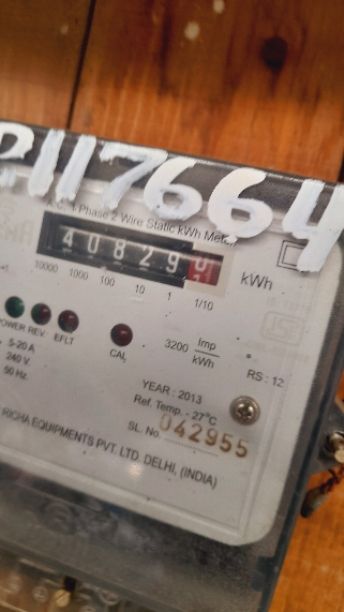 P.117664
A.C. 1-Phase 2 Wire Static kWh Meter
40829
kWh
10000 1000 100 10 1 1/10
POWER REV. EFLT CAL.
3200 Imp/kWh
5-20 A
240 V
50 Hz.
RS : 12
YEAR : 2013
Ref. Temp. - 27°C
SL. No. 042955
RICHA EQUIPMENTS PVT. LTD. DELHI, (INDIA)